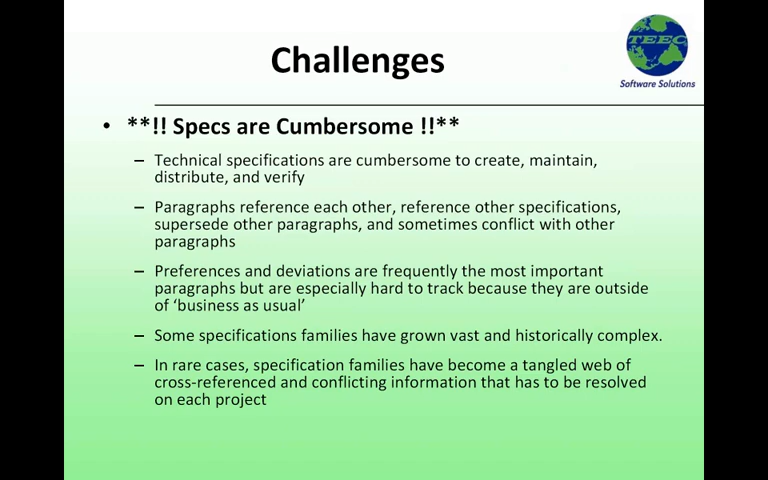 Challenges
TEEC
Software Solutions
• **!! Specs are Cumbersome !!**
– Technical specifications are cumbersome to create, maintain,
distribute, and verify
– Paragraphs reference each other, reference other specifications,
supersede other paragraphs, and sometimes conflict with other
paragraphs
– Preferences and deviations are frequently the most important
paragraphs but are especially hard to track because they are outside
of ‘business as usual’
– Some specifications families have grown vast and historically complex.
– In rare cases, specification families have become a tangled web of
cross-referenced and conflicting information that has to be resolved
on each project